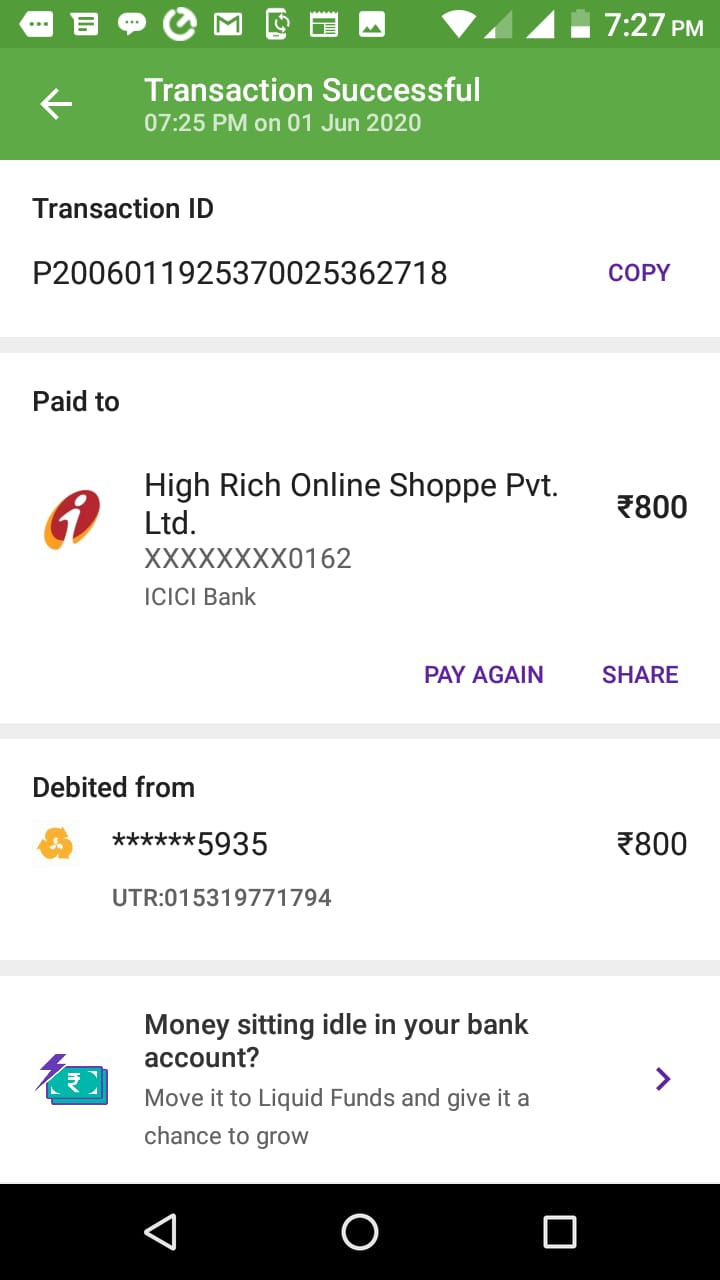 7:27 PM
Transaction Successful
07:25 PM on 01 Jun 2020
Transaction ID
P2006011925370025362718
COPY
Paid to
High Rich Online Shoppe Pvt.
Ltd.
₹800
XXXXXXXX0162
ICICI Bank
PAY AGAIN
SHARE
Debited from
******5935
₹800
UTR:015319771794
Money sitting idle in your bank
account?
Move it to Liquid Funds and give it a
chance to grow